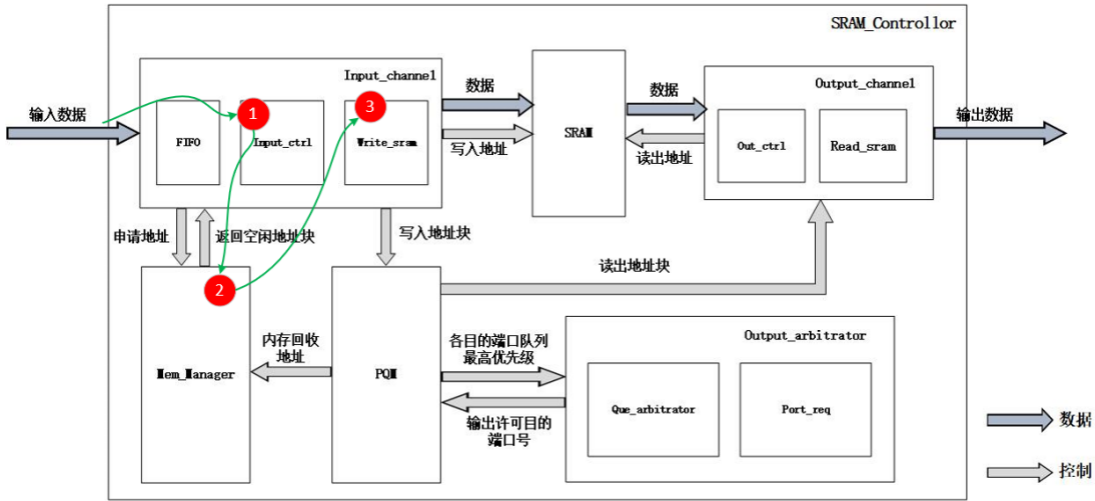 SRAM_Controllor
Input_channel
输入数据
1
3
FIFO
Input_ctrl
Write_sram
数据
写入地址
SRAM
数据
读出地址
Output_channel
Out_ctrl
Read_sram
输出数据
申请地址
返回空闲地址块
写入地址块
读出地址块
2
Mem_Manager
内存回收
地址
PQM
各目的端口队列
最高优先级
输出许可目的
端口号
Output_arbitrator
Que_arbitrator
Port_req
数据
控制